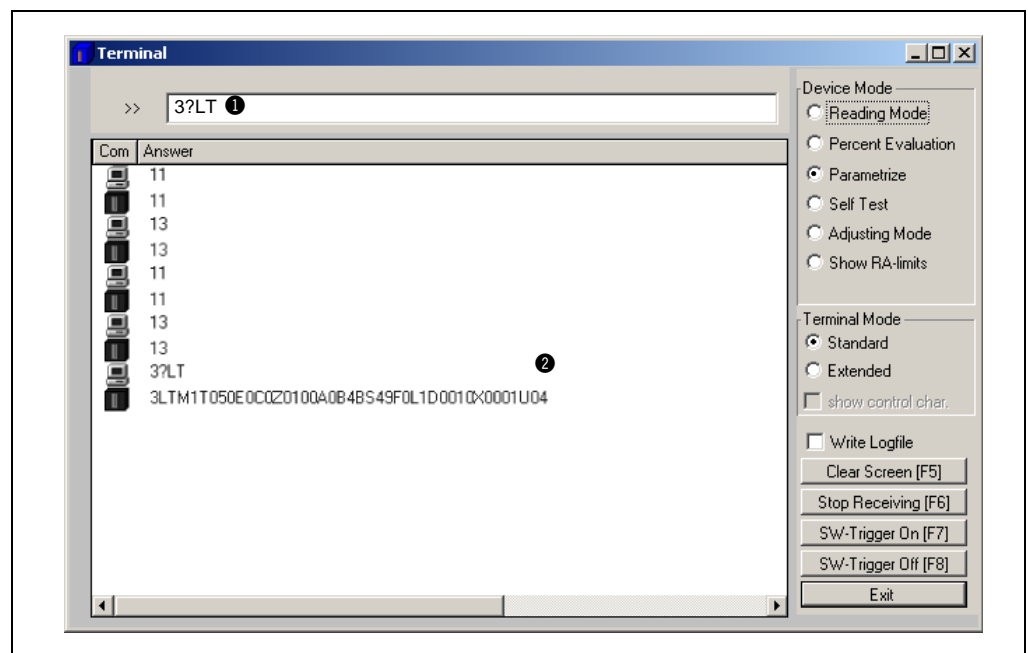 Terminal
>> 3?LT ❶
Com Answer
11
11
13
13
11
11
13
13
3?LT
❷
3LTM1T050E0C0Z0100A0B4BS49F0L1D0010X0001U04
Device Mode
Reading Mode
Percent Evaluation
Parametrize
Self Test
Adjusting Mode
Show RA-limits
Terminal Mode
Standard
Extended
show control char.
Write Logfile
Clear Screen [F5]
Stop Receiving [F6]
SW-Trigger On [F7]
SW-Trigger Off [F8]
Exit